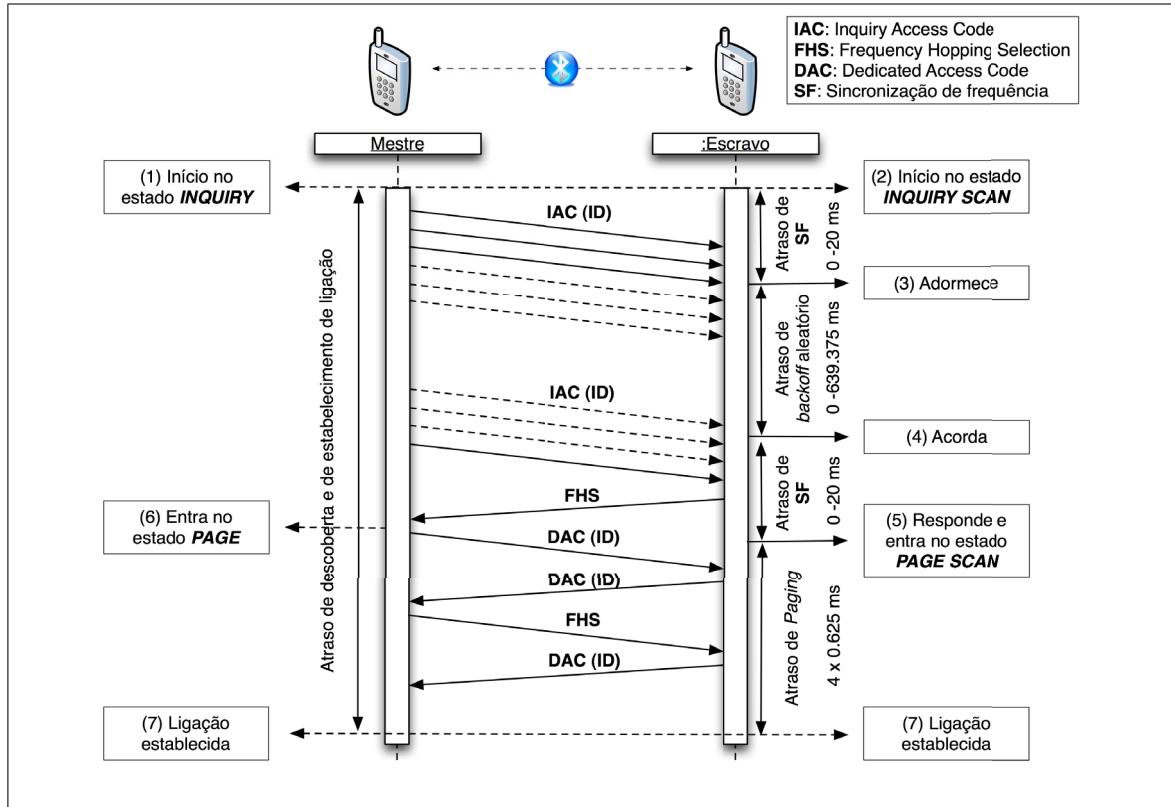 IAC: Inquiry Access Code
FHS: Frequency Hopping Selection
DAC: Dedicated Access Code
SF: Sincronização de frequência
Mestre
:Escravo
(1) Início no
estado INQUIRY
(2) Início no estado
INQUIRY SCAN
IAC (ID)
Atraso de
SF
0 -20 ms
(3) Adormece
Atraso de descoberta e de estabelecimento de ligação
Atraso de
backoff aleatório
0 -639.375 ms
IAC (ID)
(4) Acorda
Atraso de
SF
0 -20 ms
FHS
(6) Entra no
estado PAGE
(5) Responde e
entra no estado
PAGE SCAN
DAC (ID)
DAC (ID)
FHS
DAC (ID)
Atraso de Paging
4 x 0.625 ms
(7) Ligação
establecida
(7) Ligação
establecida